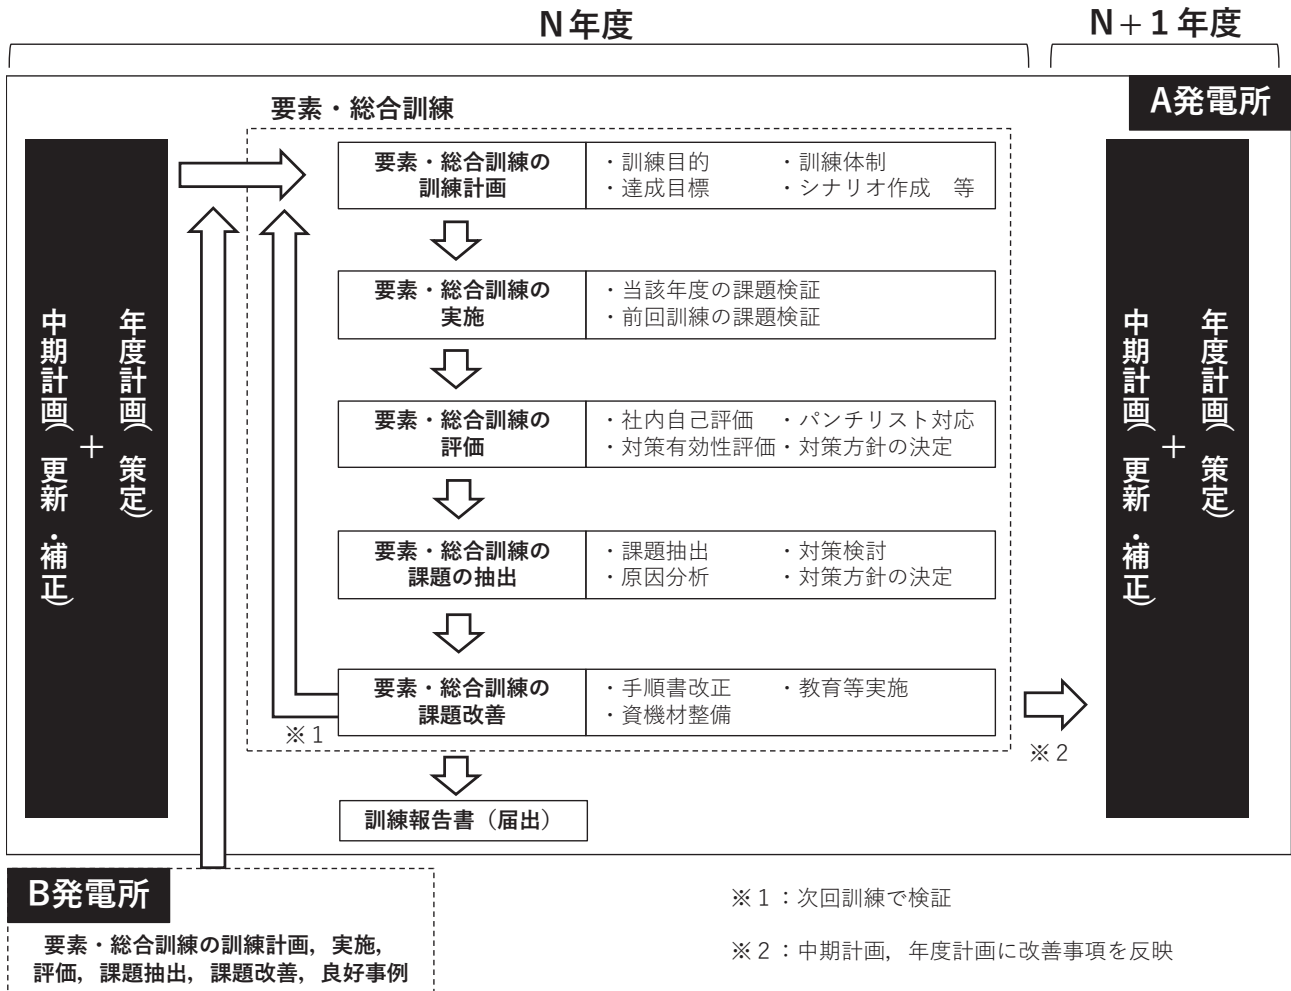 N年度
N+1年度
A発電所
要素・総合訓練
中期計画(更新・補正)
+
年度計画(策定)
要素・総合訓練の
訓練計画
・訓練目的 ・訓練体制
・達成目標 ・シナリオ作成 等
要素・総合訓練の
実施
・当該年度の課題検証
・前回訓練の課題検証
要素・総合訓練の
評価
・社内自己評価 ・パンチリスト対応
・対策有効性評価・対策方針の決定
要素・総合訓練の
課題の抽出
・課題抽出 ・対策検討
・原因分析 ・対策方針の決定
要素・総合訓練の
課題改善
・手順書改正 ・教育等実施
・資機材整備
※1
※2
訓練報告書(届出)
中期計画(更新・補正)
+
年度計画(策定)
B発電所
要素・総合訓練の訓練計画,実施,
評価,課題抽出,課題改善,良好事例
※1:次回訓練で検証
※2:中期計画,年度計画に改善事項を反映